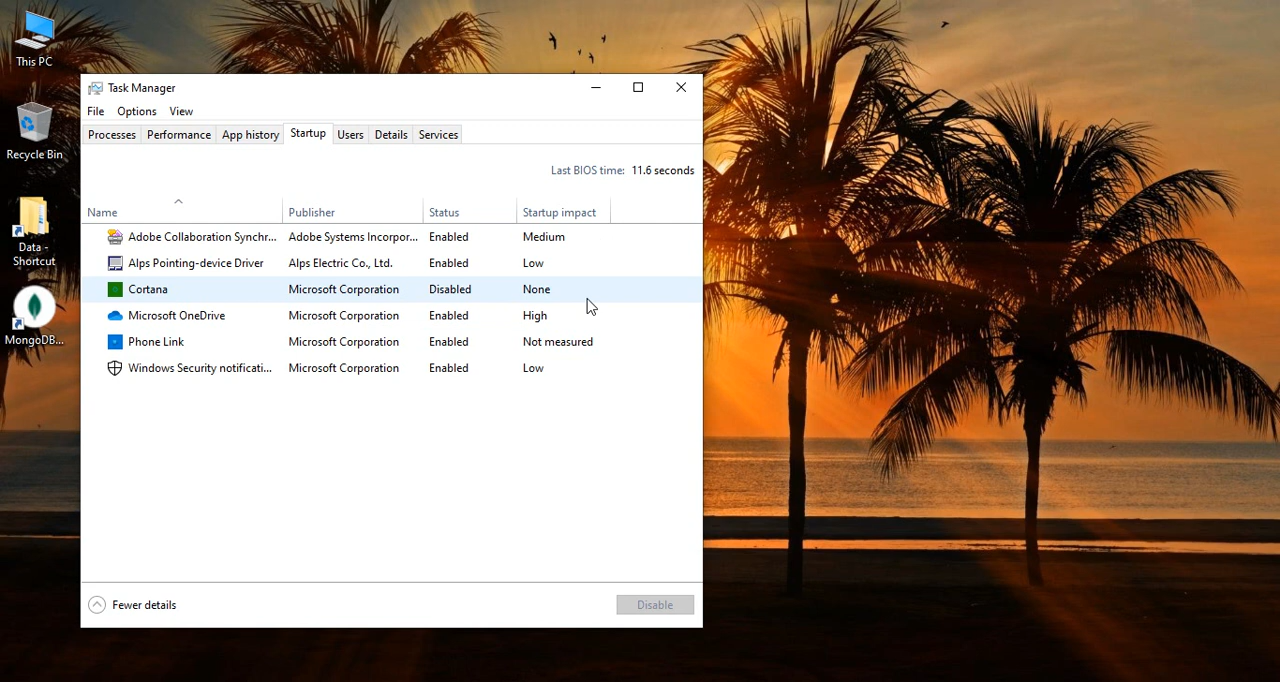 This PC
Recycle Bin
Data -
Shortcut
MongoDB...
Task Manager
File Options View
Processes Performance App history Startup Users Details Services
Last BIOS time: 11.6 seconds
Name Publisher Status Startup impact
Adobe Collaboration Synchr... Adobe Systems Incorpor... Enabled Medium
Alps Pointing-device Driver Alps Electric Co., Ltd. Enabled Low
Cortana Microsoft Corporation Disabled None
Microsoft OneDrive Microsoft Corporation Enabled High
Phone Link Microsoft Corporation Enabled Not measured
Windows Security notificati... Microsoft Corporation Enabled Low
Fewer details Disable